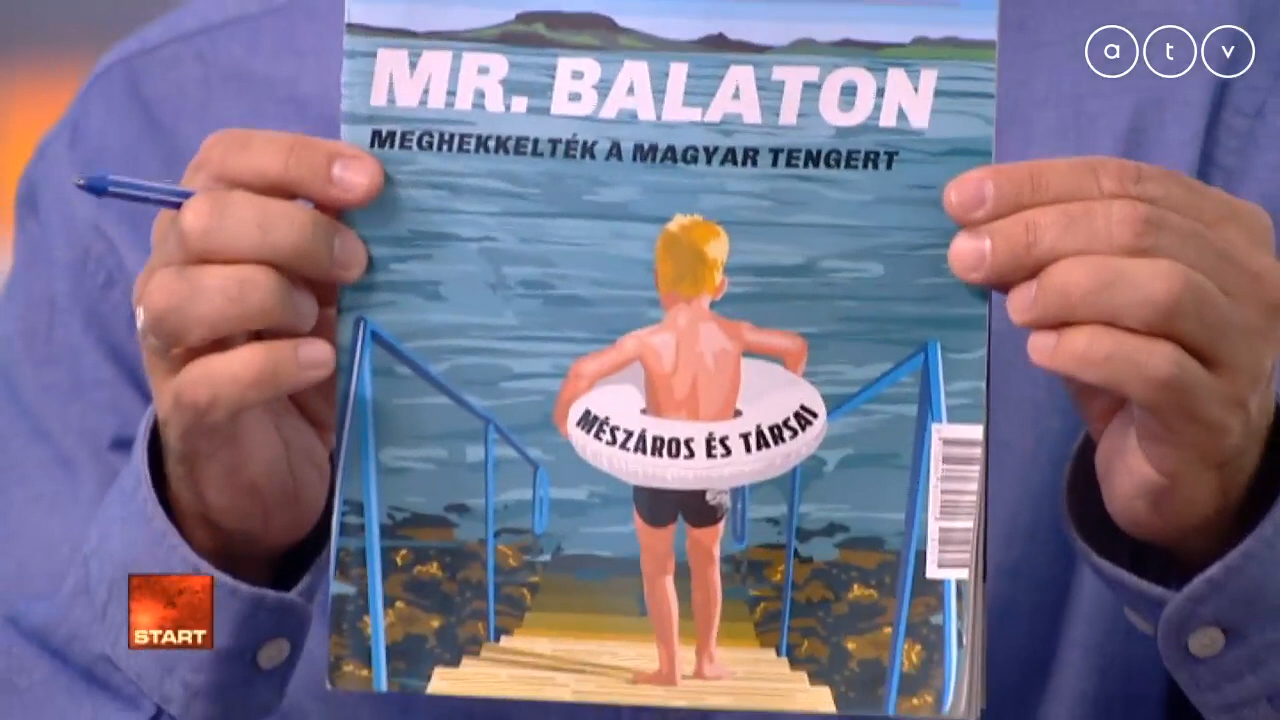 atv
MR. BALATON
MEGHEKKELTÉK A MAGYAR TENGERT
MÉSZÁROS ÉS TÁRSAI
START